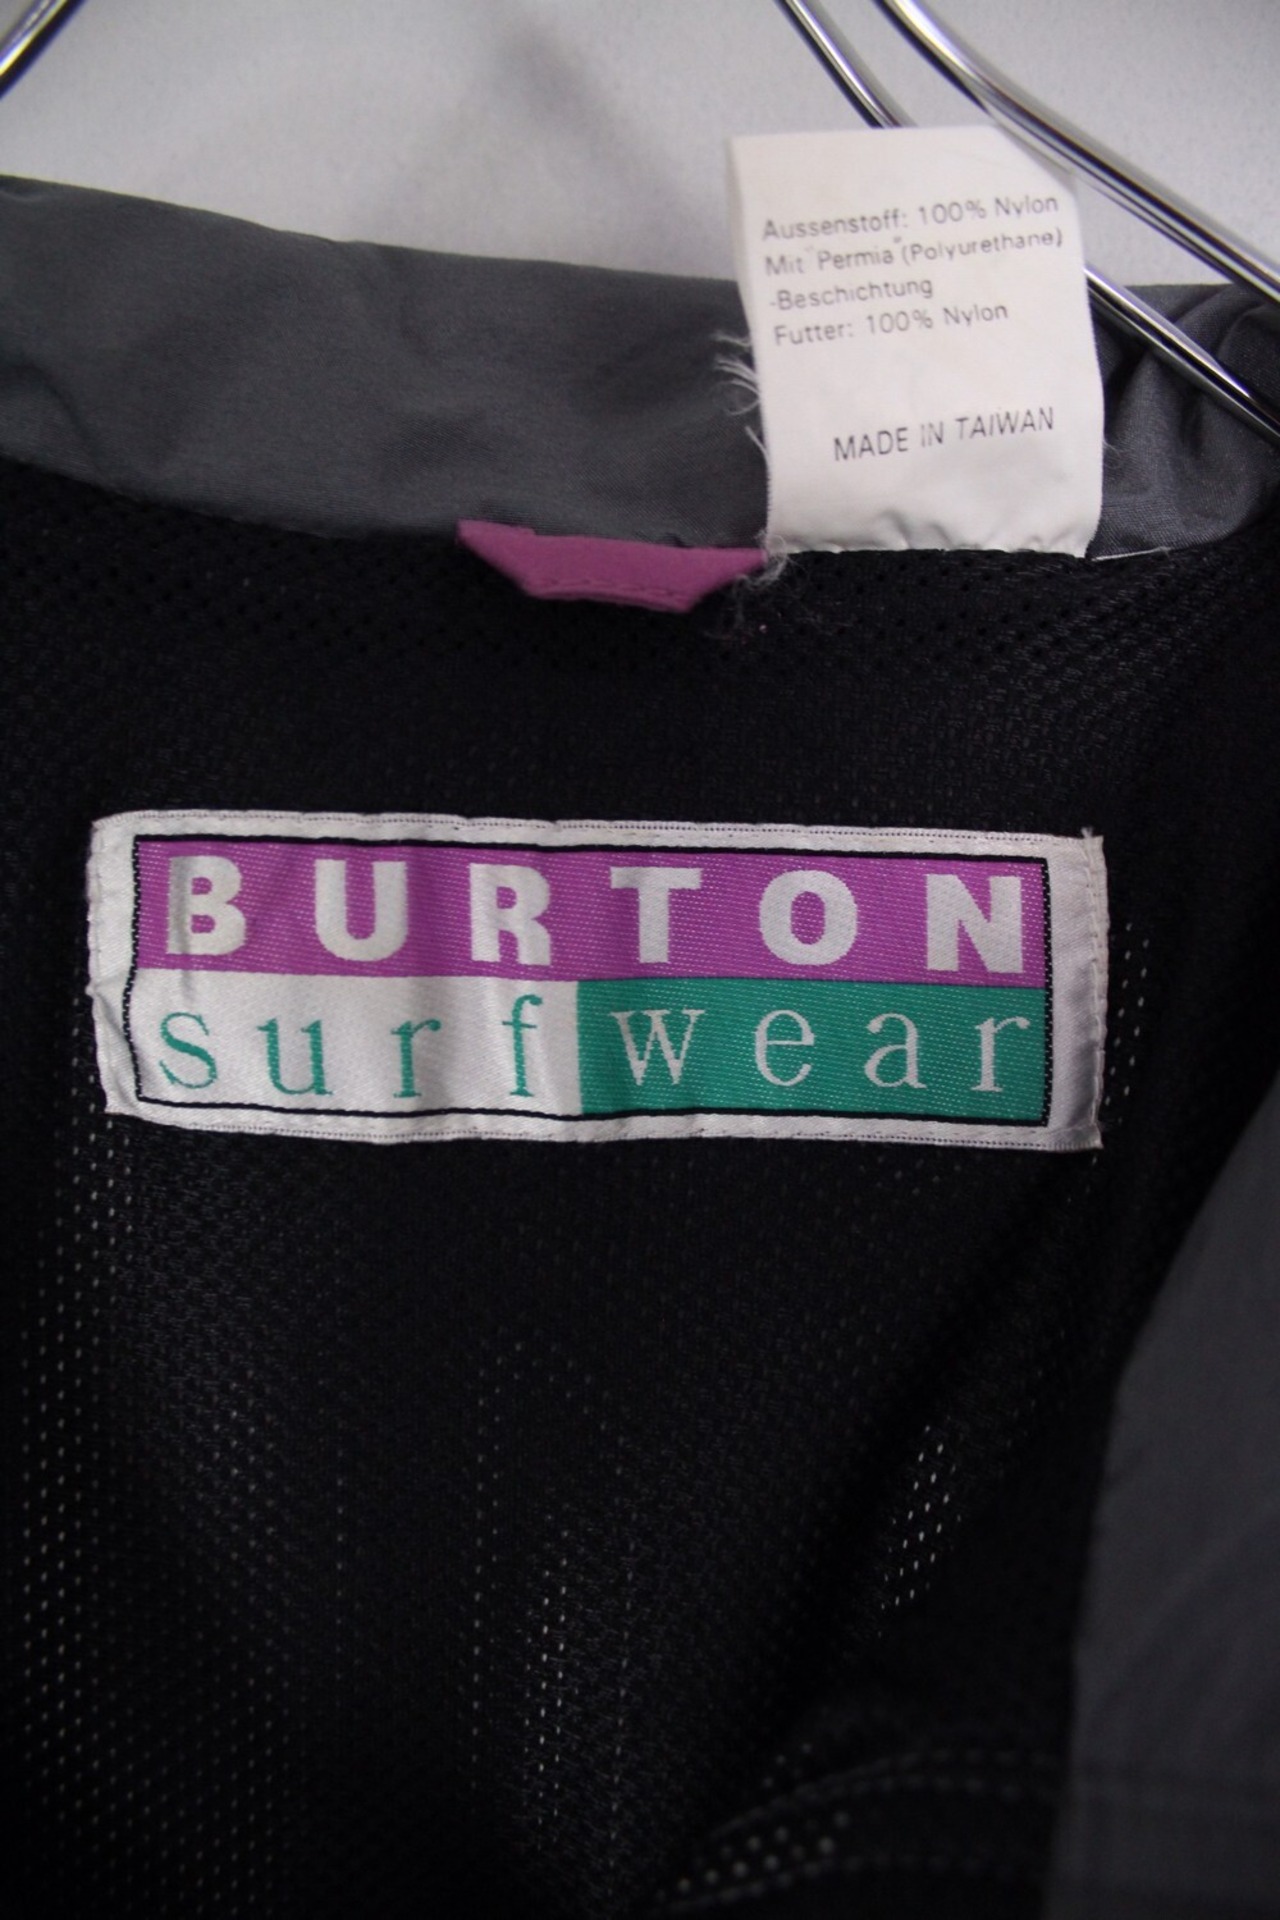 Aussenstoff: 100% Nylon
Mit "Permia" (Polyurethane)
-Beschichtung
Futter: 100% Nylon
MADE IN TAIWAN
BURTON
surfwear